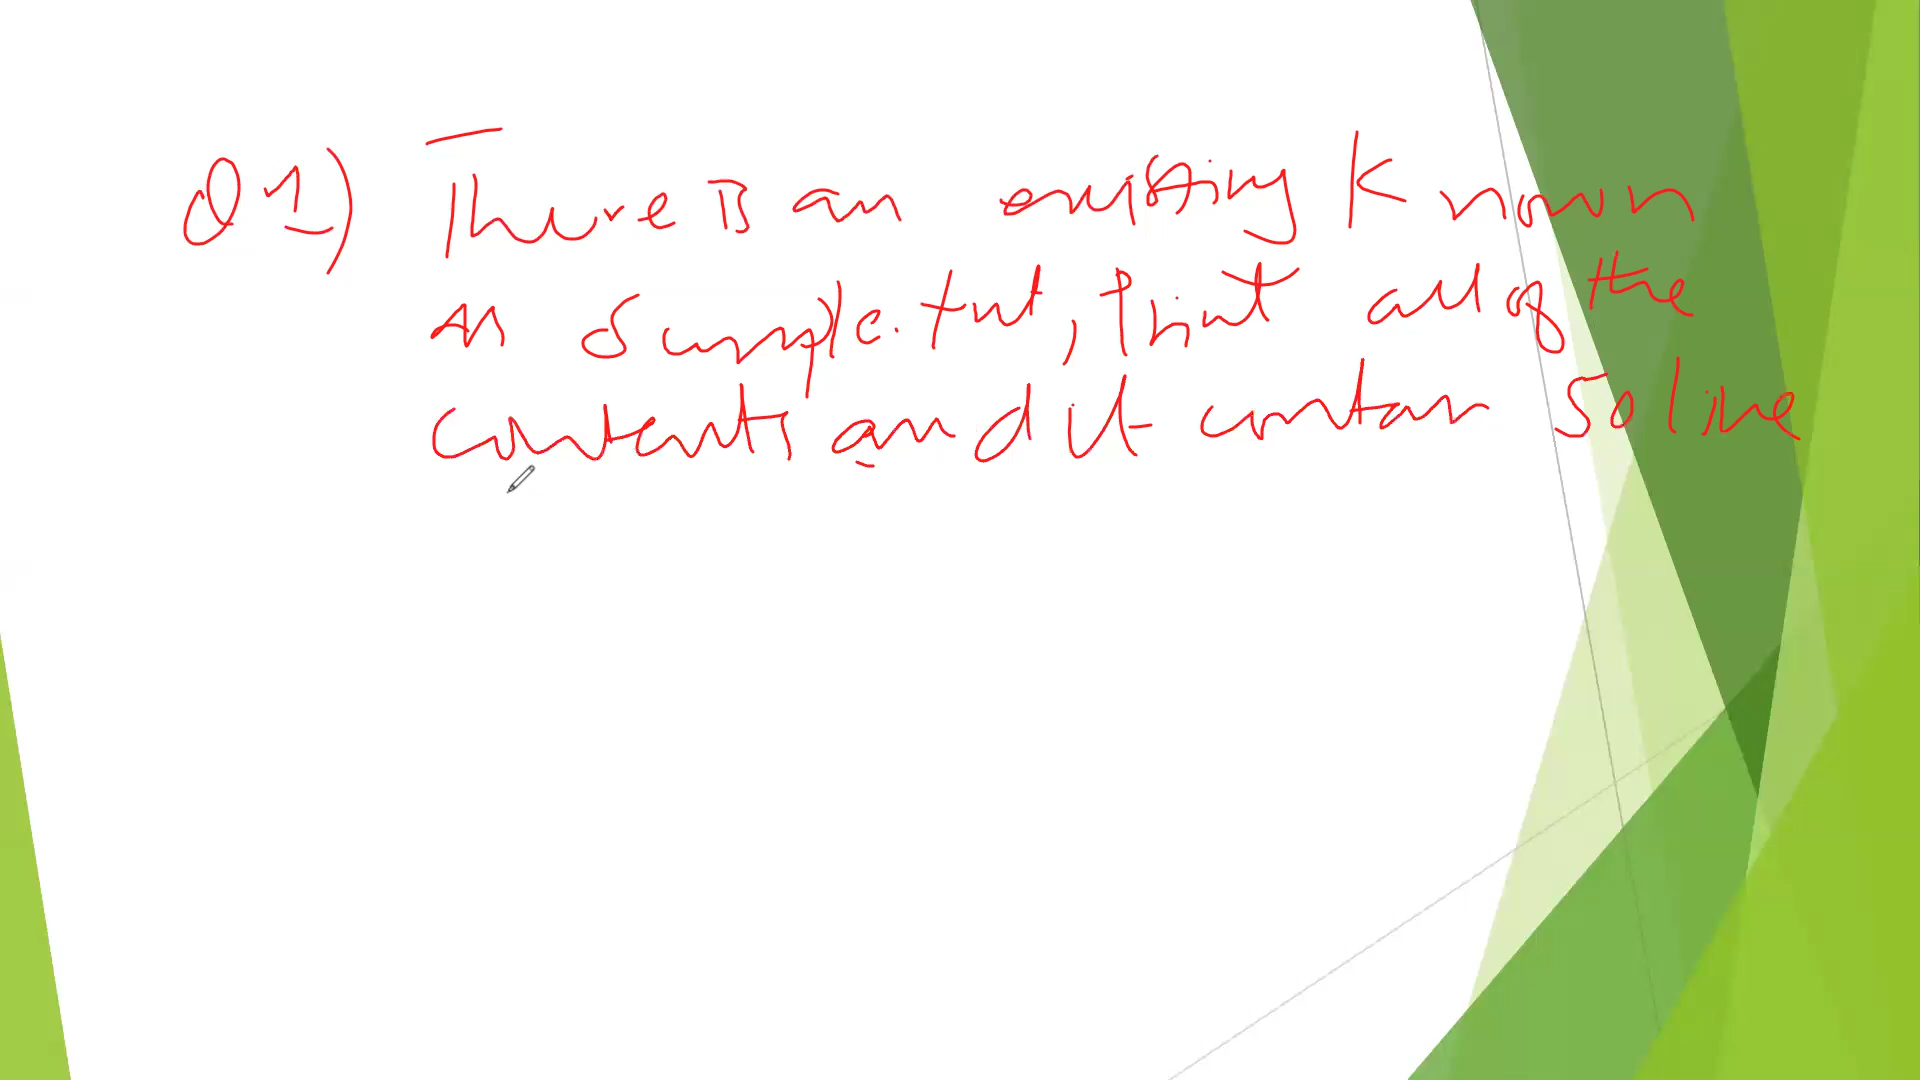 Q1) There is an existing known
as sample.txt, Print all of the
contents and it contain 50 line